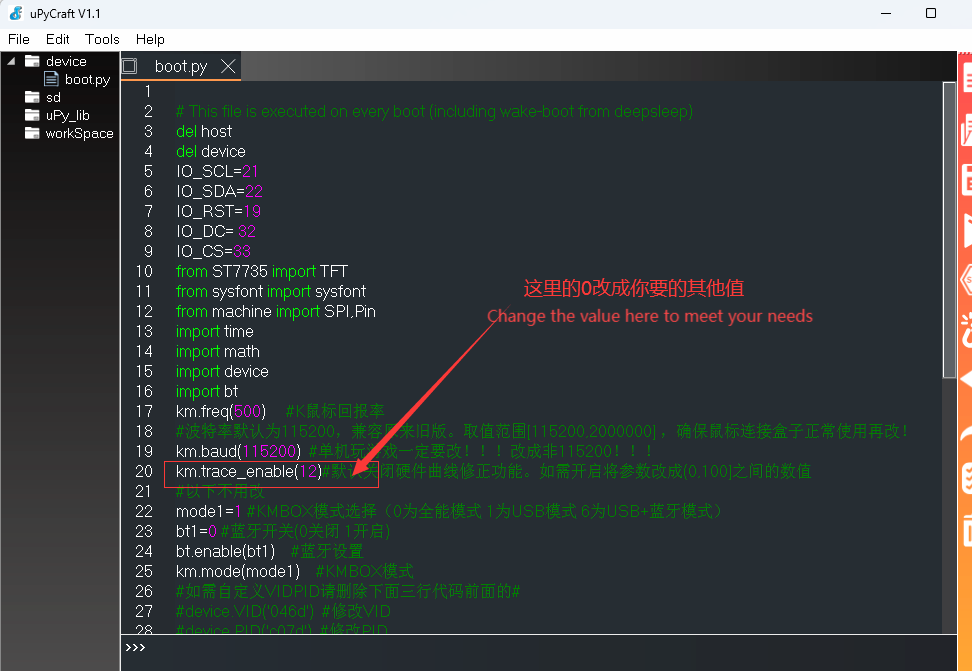 uPyCraft V1.1
File Edit Tools Help
device
boot.py
sd
uPy_lib
workSpace
boot.py
1
2 # This file is executed on every boot (including wake-boot from deepsleep)
3 del host
4 del device
5 IO_SCL=21
6 IO_SDA=22
7 IO_RST=19
8 IO_DC= 32
9 IO_CS=33
10 from ST7735 import TFT
11 from sysfont import sysfont
12 from machine import SPI,Pin
13 import time
14 import math
15 import device
16 import bt
17 km.freq(500) #K鼠标回报率
18 #波特率默认为115200，兼容原来旧版。取值范围[115200,2000000]，确保鼠标连接盒子正常使用再改！
19 km.baud(115200) #单机玩游戏一定要改！！！改成非115200！！！
20 km.trace_enable(12)#默认关闭硬件曲线修正功能。如需开启将参数改成(0,100]之间的数值
21 #以下不用改
22 mode1=1 #KMBOX模式选择（0为全能模式 1为USB模式 6为USB+蓝牙模式）
23 bt1=0 #蓝牙开关(0关闭 1开启)
24 bt.enable(bt1) #蓝牙设置
25 km.mode(mode1) #KMBOX模式
26 #如需自定义VIDPID请删除下面三行代码前面的#
27 #device.VID('046d') #修改VID
28 #device.PID('c07d') #修改PID
这里的0改成你要的其他值
Change the value here to meet your needs
>>>